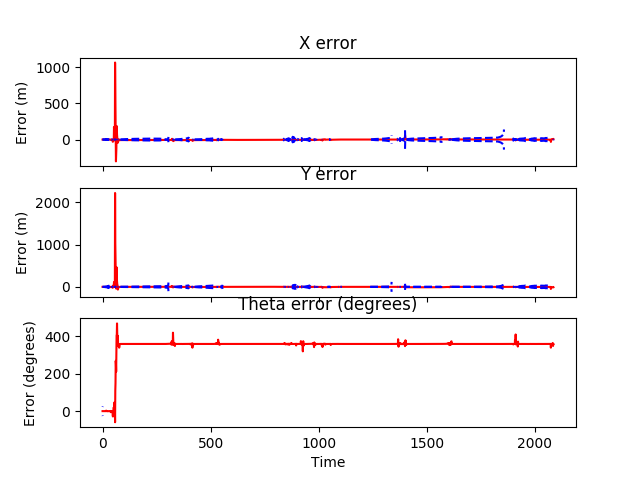 X error
Error (m)
1000
500
0
Y error
Error (m)
2000
1000
0
Theta error (degrees)
Error (degrees)
400
200
0
0 500 1000 1500 2000
Time